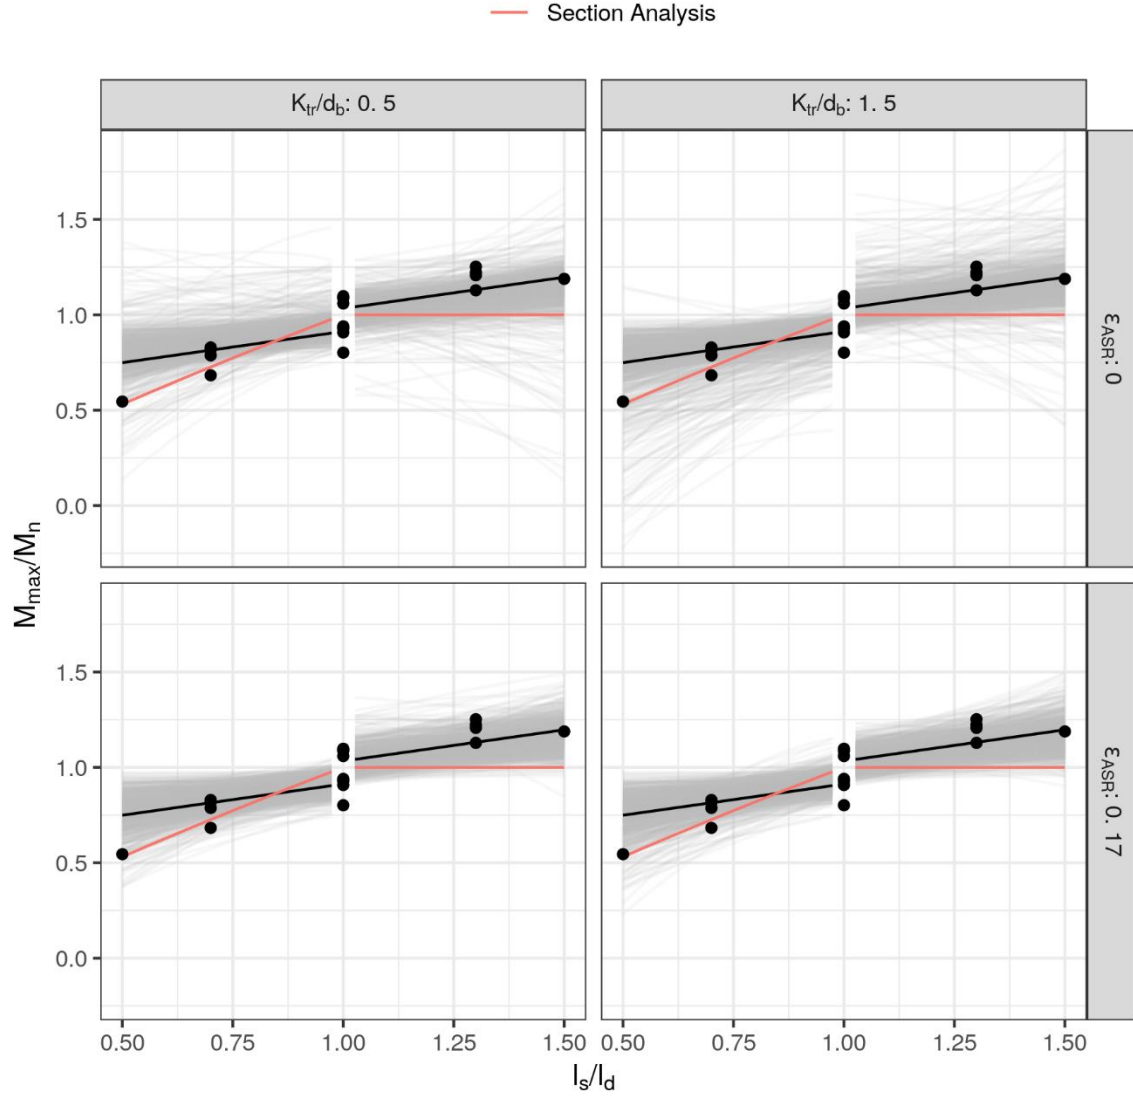 Section Analysis
K_tr/d_b: 0. 5
K_tr/d_b: 1. 5
1.5
1.0
0.5
0.0
ε_ASR: 0
M_max/M_n
1.5
1.0
0.5
0.0
ε_ASR: 0. 17
0.50 0.75 1.00 1.25 1.50 0.50 0.75 1.00 1.25 1.50
l_s/l_d